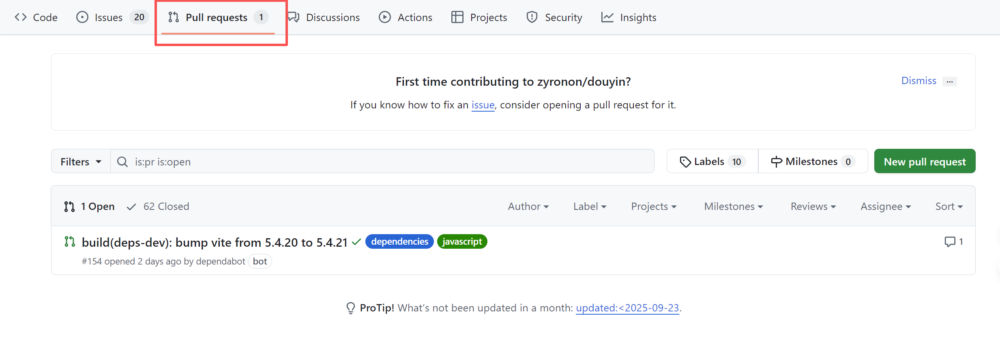 Code Issues 20 Pull requests 1 Discussions Actions Projects Security Insights
First time contributing to zyronon/douyin?
Dismiss ...
If you know how to fix an issue, consider opening a pull request for it.
Filters is:pr is:open Labels 10 Milestones 0 New pull request
1 Open 62 Closed Author Label Projects Milestones Reviews Assignee Sort
build(deps-dev): bump vite from 5.4.20 to 5.4.21 dependencies javascript 1
#154 opened 2 days ago by dependabot bot
ProTip! What's not been updated in a month: updated:<2025-09-23.